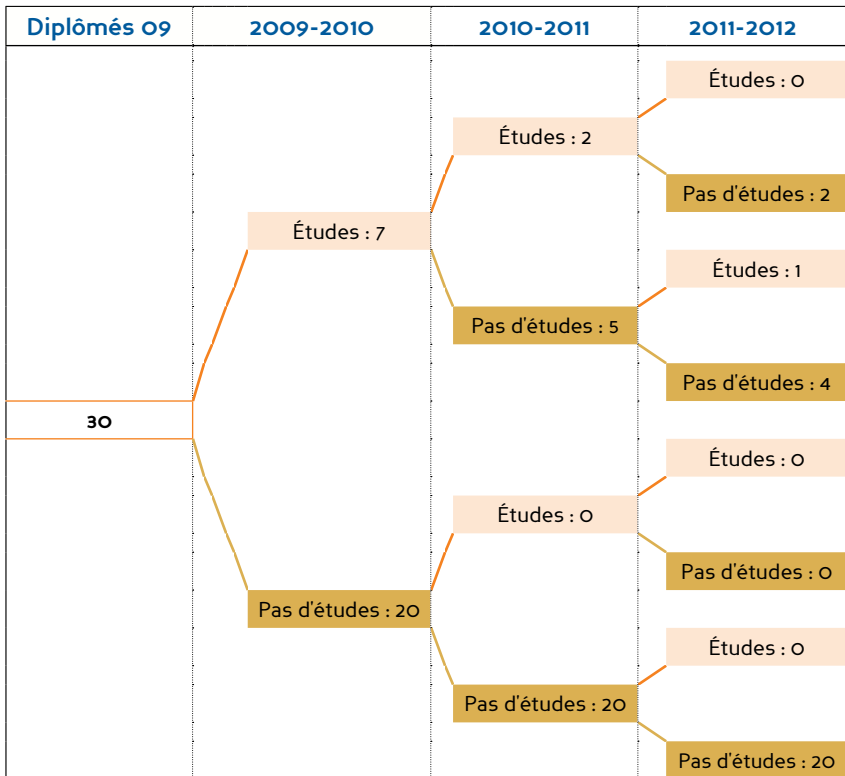 Diplômés 09 2009-2010 2010-2011 2011-2012
Études : 0
Études : 2
Pas d'études : 2
Études : 7
Études : 1
Pas d'études : 5
Pas d'études : 4
30
Études : 0
Études : 0
Pas d'études : 0
Pas d'études : 20
Études : 0
Pas d'études : 20
Pas d'études : 20